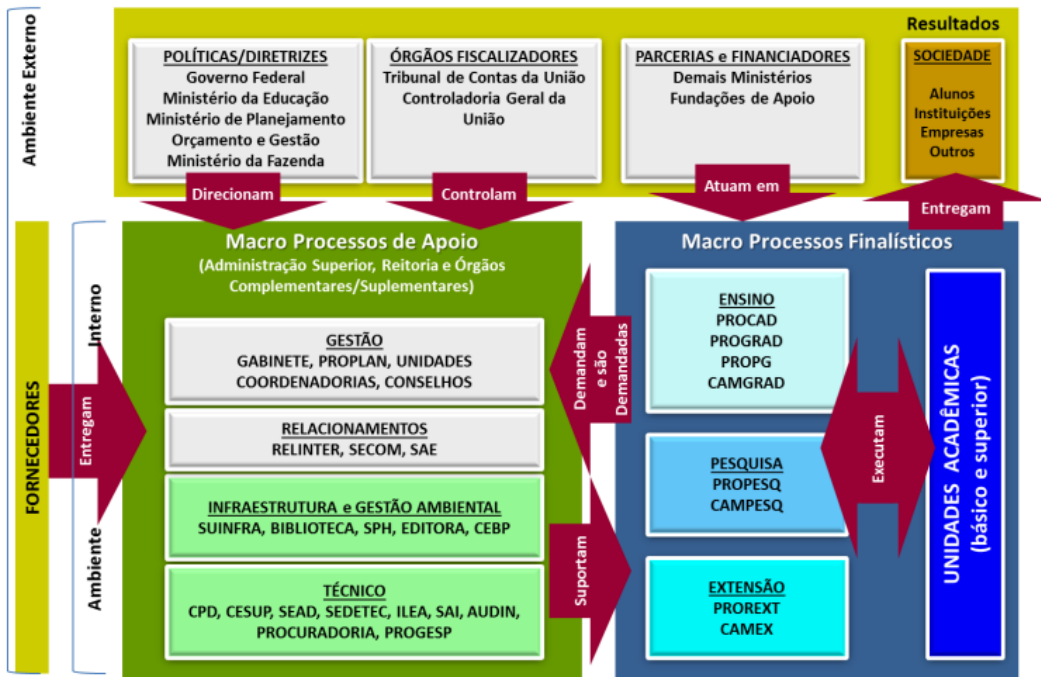 Ambiente Externo
Resultados
POLÍTICAS/DIRETRIZES
Governo Federal
Ministério da Educação
Ministério de Planejamento
Orçamento e Gestão
Ministério da Fazenda
ÓRGÃOS FISCALIZADORES
Tribunal de Contas da União
Controladoria Geral da
União
PARCERIAS e FINANCIADORES
Demais Ministérios
Fundações de Apoio
SOCIEDADE
Alunos
Instituições
Empresas
Outros
Direcionam
Controlam
Atuam em
Entregam
FORNECEDORES
Ambiente Interno
Entregam
Macro Processos de Apoio
(Administração Superior, Reitoria e Órgãos
Complementares/Suplementares)
GESTÃO
GABINETE, PROPLAN, UNIDADES
COORDENADORIAS, CONSELHOS
RELACIONAMENTOS
RELINTER, SECOM, SAE
INFRAESTRUTURA e GESTÃO AMBIENTAL
SUINFRA, BIBLIOTECA, SPH, EDITORA, CEBP
TÉCNICO
CPD, CESUP, SEAD, SEDETEC, ILEA, SAI, AUDIN,
PROCURADORIA, PROGESP
Demandam
e são
Demandadas
Suportam
Macro Processos Finalísticos
ENSINO
PROCAD
PROGRAD
PROPG
CAMGRAD
PESQUISA
PROPESQ
CAMPESQ
EXTENSÃO
PROREXT
CAMEX
Executam
UNIDADES ACADÊMICAS
(básico e superior)